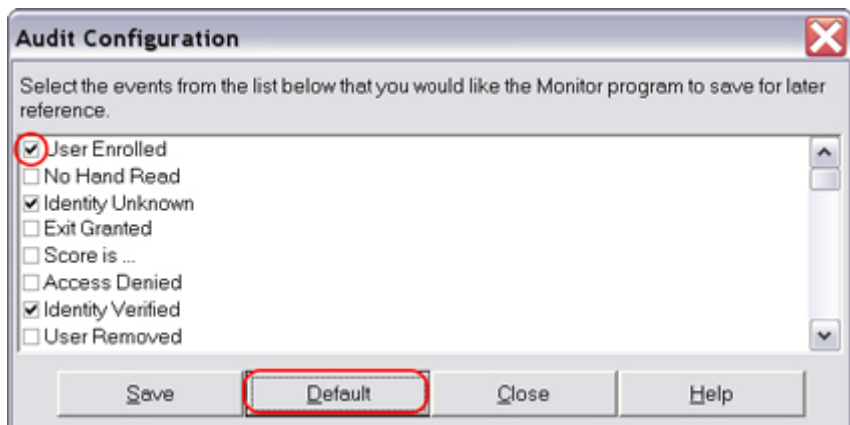 Audit Configuration
Select the events from the list below that you would like the Monitor program to save for later
reference.
User Enrolled
No Hand Read
Identity Unknown
Exit Granted
Score is ...
Access Denied
Identity Verified
User Removed
Save Default Close Help